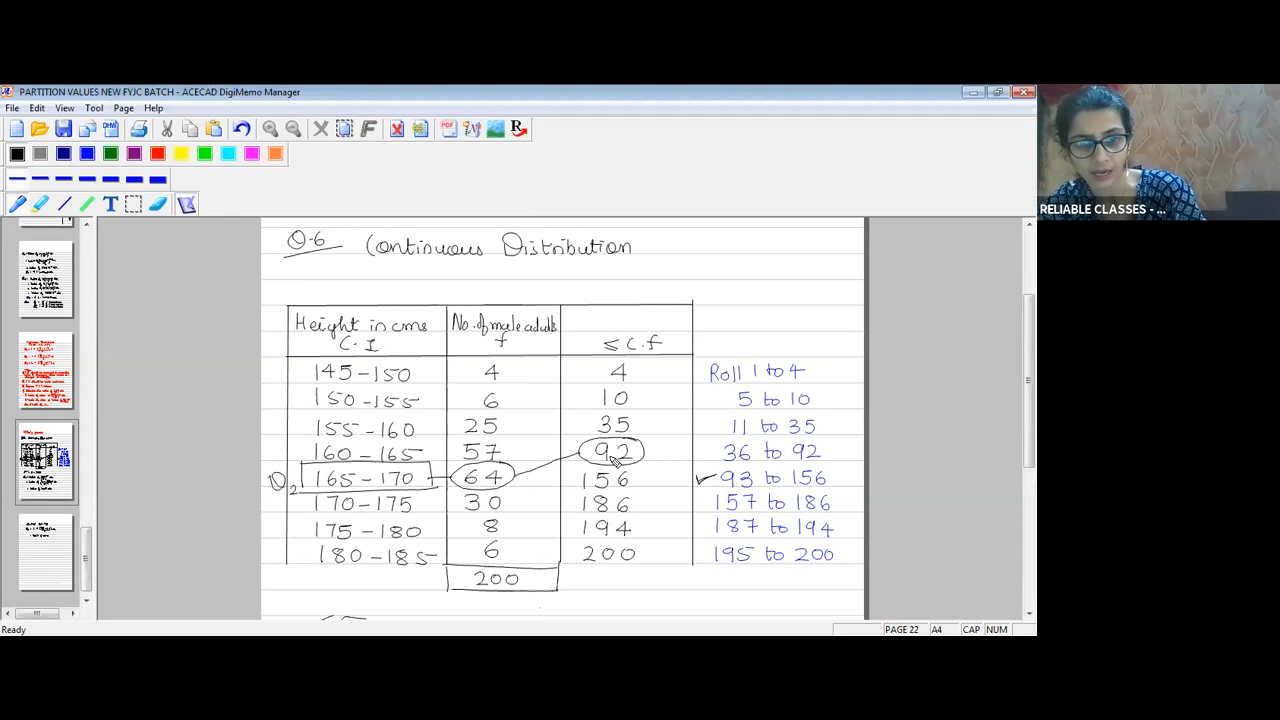 PARTITION VALUES NEW FYJC BATCH - ACECAD DigiMemo Manager
File Edit View Tool Page Help
RELIABLE CLASSES - ...
Q.6 Continuous Distribution
Height in cms No. of male adults
C.I f ≤ C.f
145-150 4 4 Roll 1 to 4
150-155 6 10 5 to 10
155-160 25 35 11 to 35
160-165 57 92 36 to 92
Q2 165-170 64 156 ✓ 93 to 156
170-175 30 186 157 to 186
175-180 8 194 187 to 194
180-185 6 200 195 to 200
200
Ready PAGE 22 A4 CAP NUM